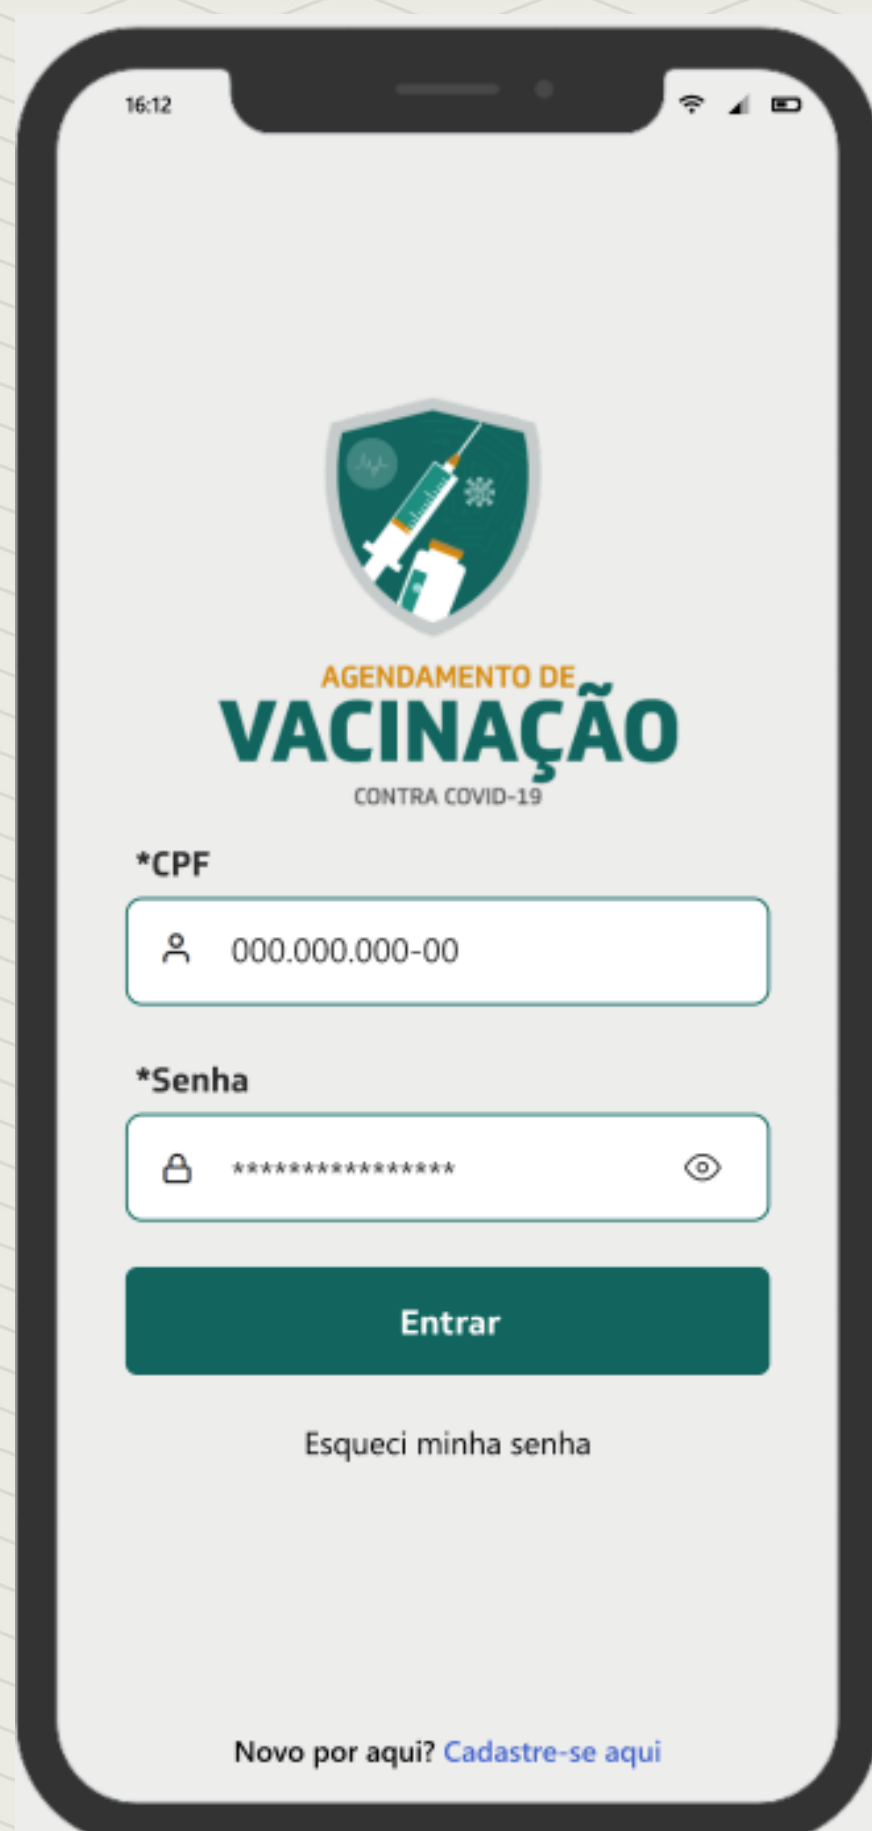 16:12
AGENDAMENTO DE
VACINAÇÃO
CONTRA COVID-19
*CPF
000.000.000-00
*Senha
****************
Entrar
Esqueci minha senha
Novo por aqui? Cadastre-se aqui